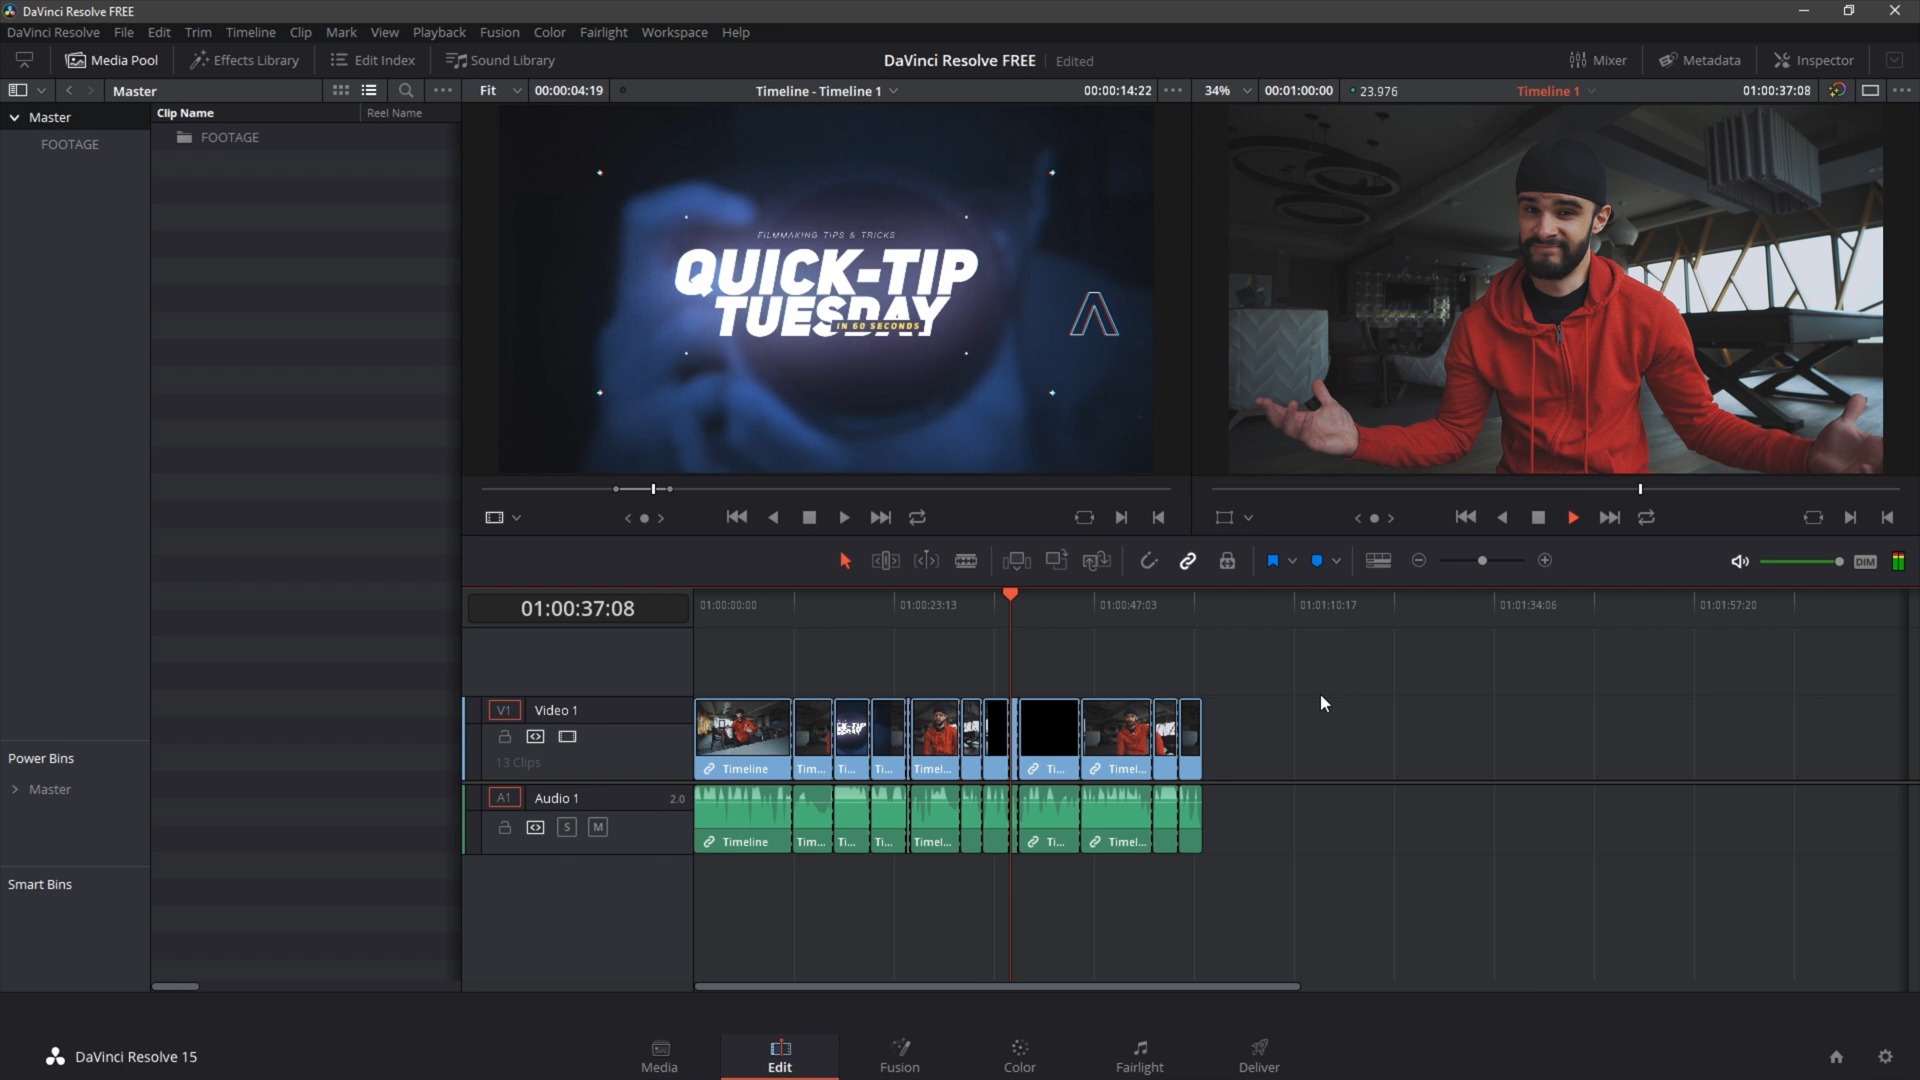 DaVinci Resolve FREE
DaVinci Resolve File Edit Trim Timeline Clip Mark View Playback Fusion Color Fairlight Workspace Help
Media Pool Effects Library Edit Index Sound Library DaVinci Resolve FREE Edited Mixer Metadata Inspector
Master Fit 00:00:04:19 Timeline - Timeline 1 00:00:14:22 34% 00:01:00:00 23.976 Timeline 1 01:00:37:08
Master
FOOTAGE
Clip Name Reel Name
FOOTAGE
FILMMAKING TIPS & TRICKS
QUICK-TIP
TUESDAY
IN 60 SECONDS
DIM
01:00:37:08 01:00:00:00 01:00:23:13 01:00:47:03 01:01:10:17 01:01:34:06 01:01:57:20
V1 Video 1
13 Clips
Timeline Tim... Ti... Ti... Timel... Ti... Timel...
A1 Audio 1 2.0
S M
Timeline Tim... Ti... Ti... Timel... Ti... Timel...
Power Bins
Master
Smart Bins
DaVinci Resolve 15
Media Edit Fusion Color Fairlight Deliver